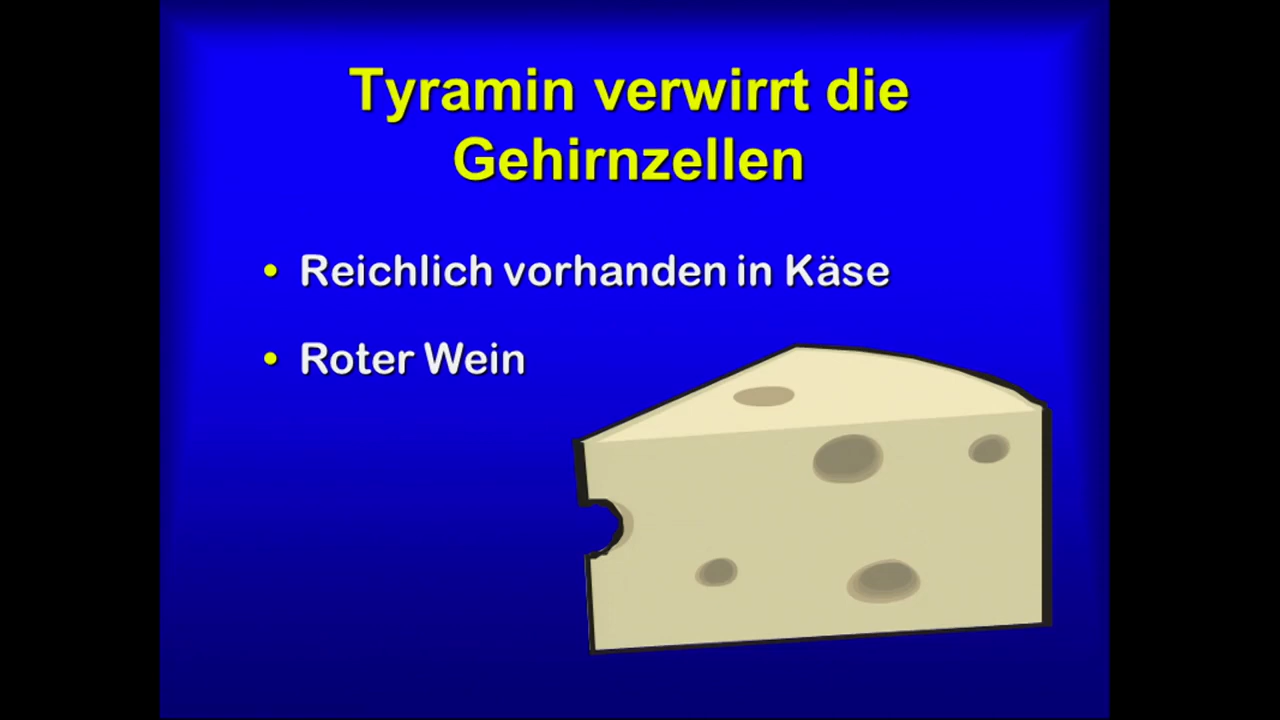 Tyramin verwirrt die
Gehirnzellen
• Reichlich vorhanden in Käse
• Roter Wein